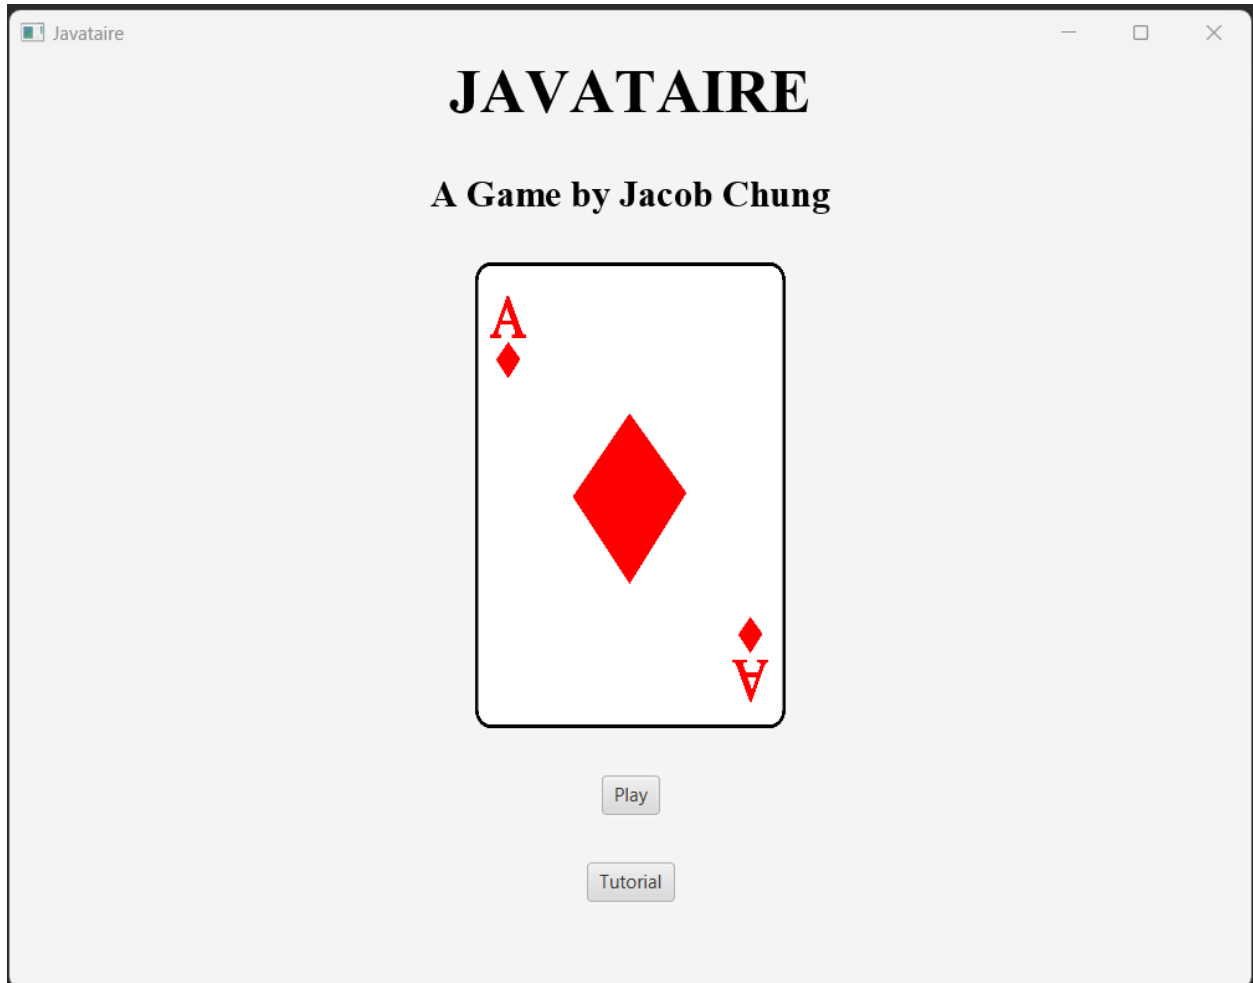 Javataire
JAVATAIRE
A Game by Jacob Chung
A
A
Play
Tutorial